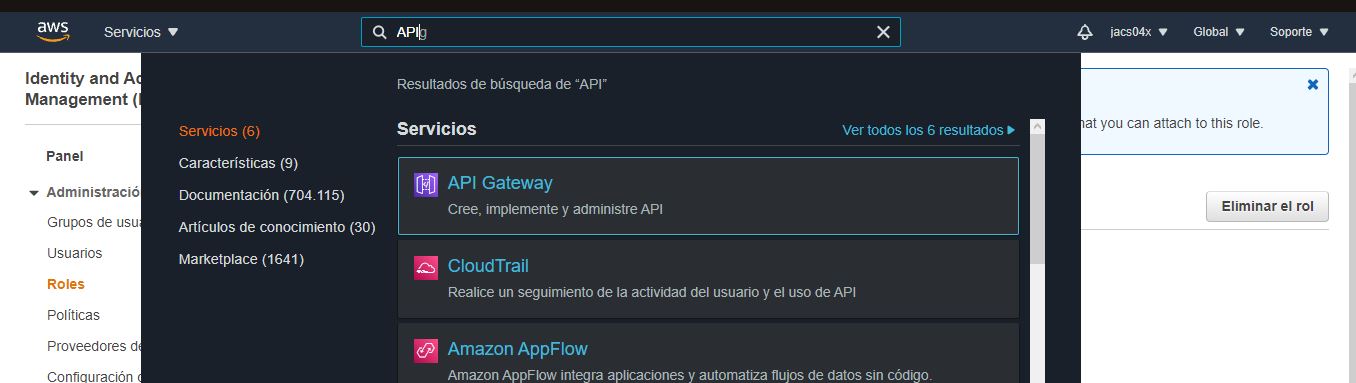 aws
Servicios
APIg
jacs04x
Global
Soporte
Identity and Ac
Management (I
Panel
Administració
Grupos de usua
Usuarios
Roles
Políticas
Proveedores de
Configuración
Resultados de búsqueda de “API”
Servicios (6)
Características (9)
Documentación (704.115)
Artículos de conocimiento (30)
Marketplace (1641)
Servicios
Ver todos los 6 resultados
API Gateway
Cree, implemente y administre API
CloudTrail
Realice un seguimiento de la actividad del usuario y el uso de API
Amazon AppFlow
Amazon AppFlow integra aplicaciones y automatiza flujos de datos sin código.
hat you can attach to this role.
Eliminar el rol